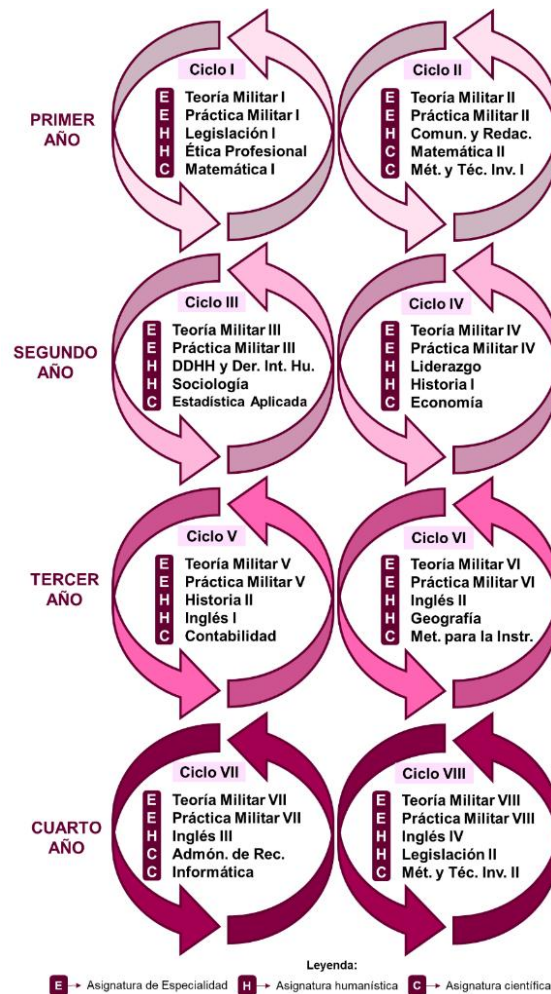 PRIMER
AÑO
Ciclo I
E Teoría Militar I
E Práctica Militar I
H Legislación I
H Ética Profesional
C Matemática I
Ciclo II
E Teoría Militar II
E Práctica Militar II
H Comun. y Redac.
C Matemática II
C Mét. y Téc. Inv. I
SEGUNDO
AÑO
Ciclo III
E Teoría Militar III
E Práctica Militar III
H DDHH y Der. Int. Hu.
H Sociología
C Estadística Aplicada
Ciclo IV
E Teoría Militar IV
E Práctica Militar IV
H Liderazgo
H Historia I
C Economía
TERCER
AÑO
Ciclo V
E Teoría Militar V
E Práctica Militar V
H Historia II
H Inglés I
C Contabilidad
Ciclo VI
E Teoría Militar VI
E Práctica Militar VI
H Inglés II
H Geografía
C Met. para la Instr.
CUARTO
AÑO
Ciclo VII
E Teoría Militar VII
E Práctica Militar VII
H Inglés III
C Admón. de Rec.
C Informática
Ciclo VIII
E Teoría Militar VIII
E Práctica Militar VIII
H Inglés IV
H Legislación II
C Mét. y Téc. Inv. II
Leyenda:
E Asignatura de Especialidad H Asignatura humanística C Asignatura científica